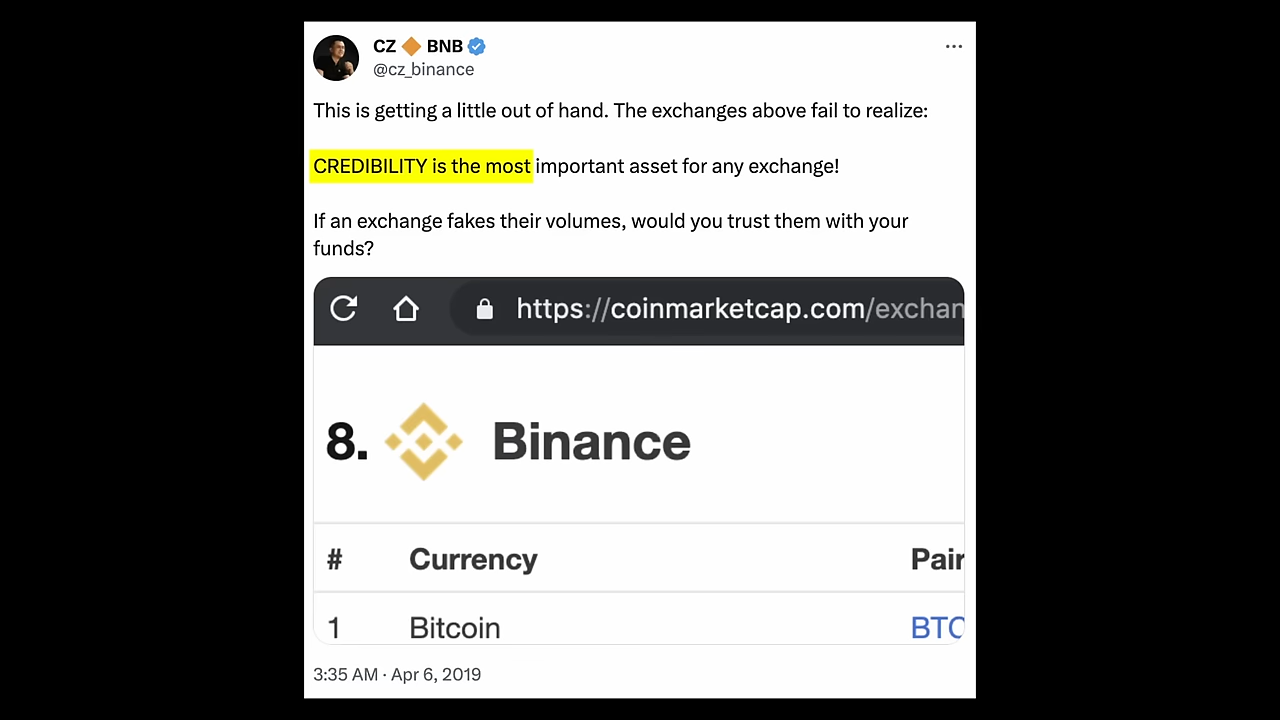 CZ 🔶 BNB
@cz_binance
This is getting a little out of hand. The exchanges above fail to realize:
CREDIBILITY is the most important asset for any exchange!
If an exchange fakes their volumes, would you trust them with your
funds?
https://coinmarketcap.com/exchan
8. Binance
# Currency Pair
1 Bitcoin BTC
3:35 AM · Apr 6, 2019